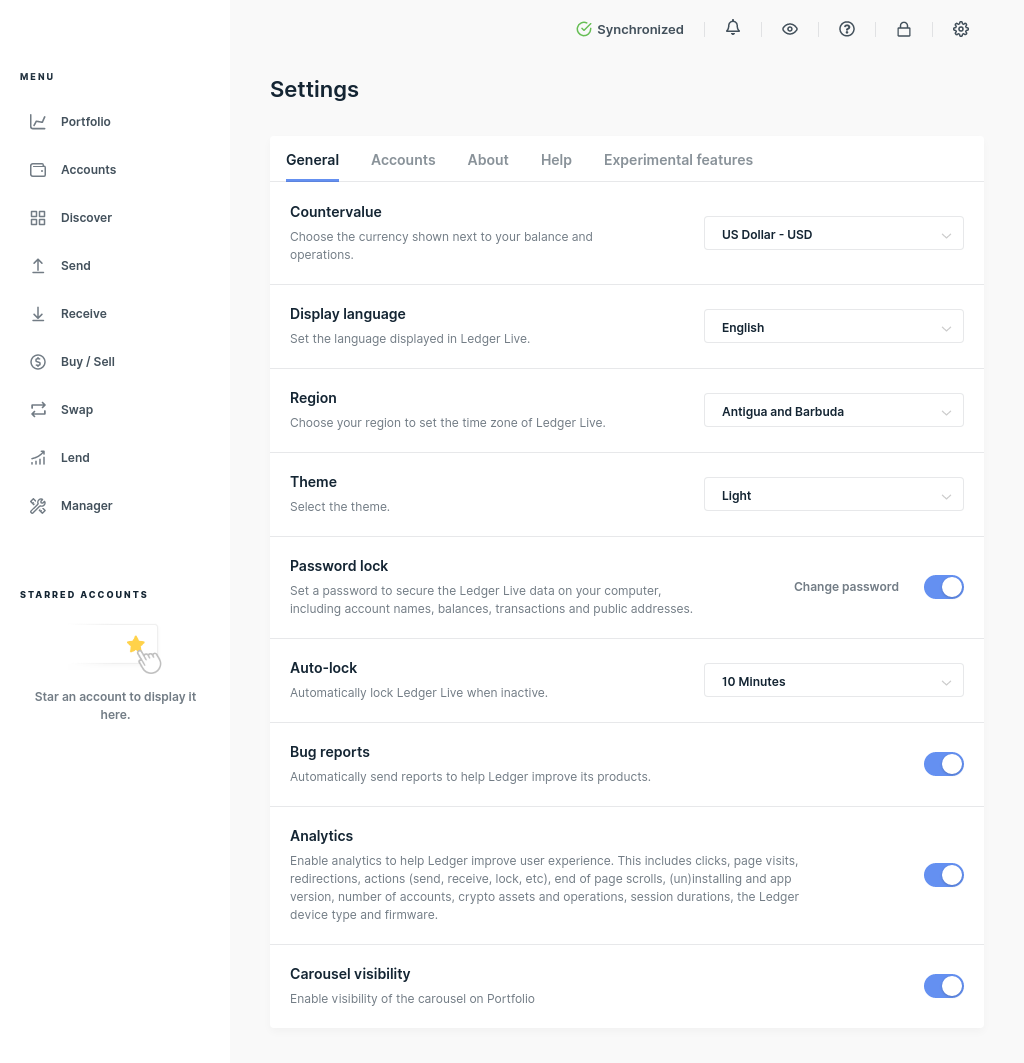 Synchronized
MENU
Portfolio
Accounts
Discover
Send
Receive
Buy / Sell
Swap
Lend
Manager
STARRED ACCOUNTS
Star an account to display it
here.
Settings
General Accounts About Help Experimental features
Countervalue
Choose the currency shown next to your balance and
operations.
US Dollar - USD
Display language
Set the language displayed in Ledger Live.
English
Region
Choose your region to set the time zone of Ledger Live.
Antigua and Barbuda
Theme
Select the theme.
Light
Password lock
Set a password to secure the Ledger Live data on your computer,
including account names, balances, transactions and public addresses.
Change password
Auto-lock
Automatically lock Ledger Live when inactive.
10 Minutes
Bug reports
Automatically send reports to help Ledger improve its products.
Analytics
Enable analytics to help Ledger improve user experience. This includes clicks, page visits,
redirections, actions (send, receive, lock, etc), end of page scrolls, (un)installing and app
version, number of accounts, crypto assets and operations, session durations, the Ledger
device type and firmware.
Carousel visibility
Enable visibility of the carousel on Portfolio